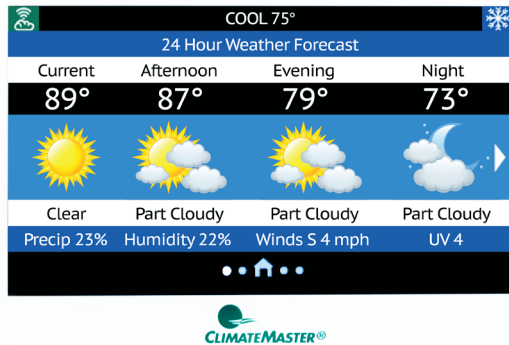 COOL 75°
24 Hour Weather Forecast
Current Afternoon Evening Night
89° 87° 79° 73°
Clear Part Cloudy Part Cloudy Part Cloudy
Precip 23% Humidity 22% Winds S 4 mph UV 4
CLIMATEMASTER®